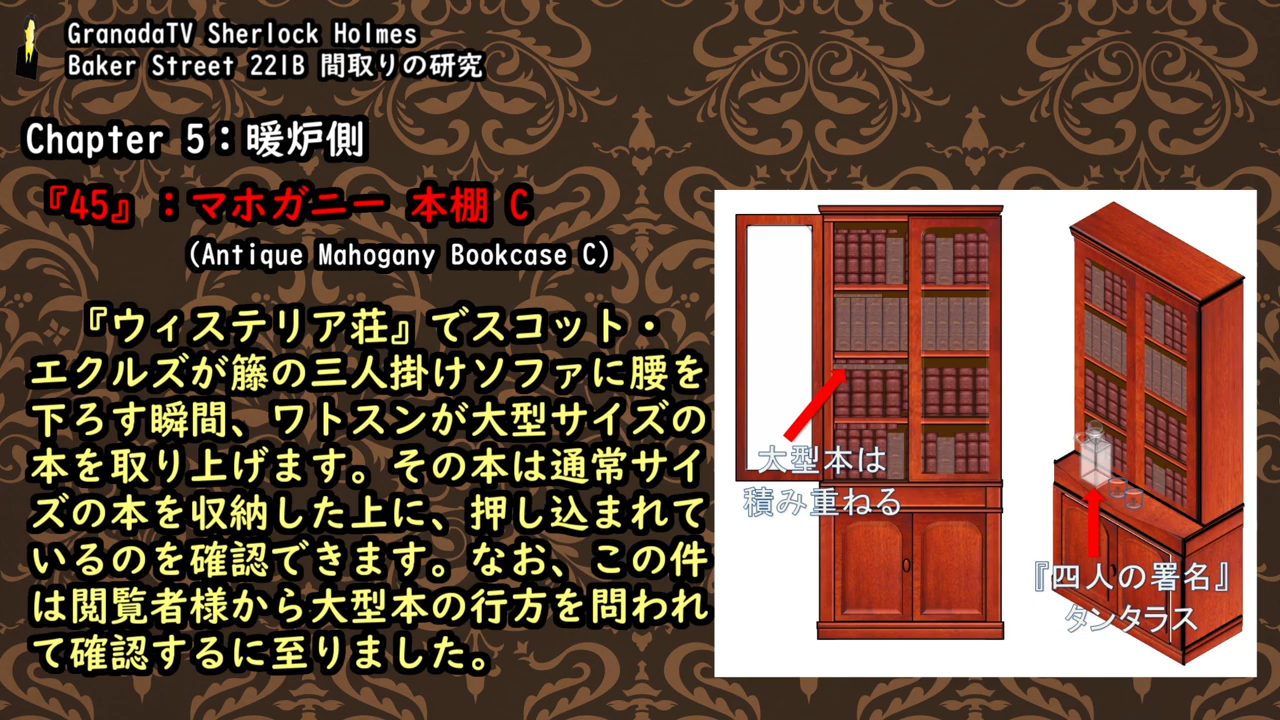 GranadaTV Sherlock Holmes
Baker Street 221B 間取りの研究
Chapter 5：暖炉側
『45』：マホガニー 本棚 C
(Antique Mahogany Bookcase C)
『ウィステリア荘』でスコット・
エクルズが籐の三人掛けソファに腰を
下ろす瞬間、ワトスンが大型サイズの
本を取り上げます。その本は通常サイ
ズの本を収納した上に、押し込まれて
いるのを確認できます。なお、この件
は閲覧者様から大型本の行方を問われ
て確認するに至りました。
大型本は
積み重ねる
『四人の署名』
タンタラス